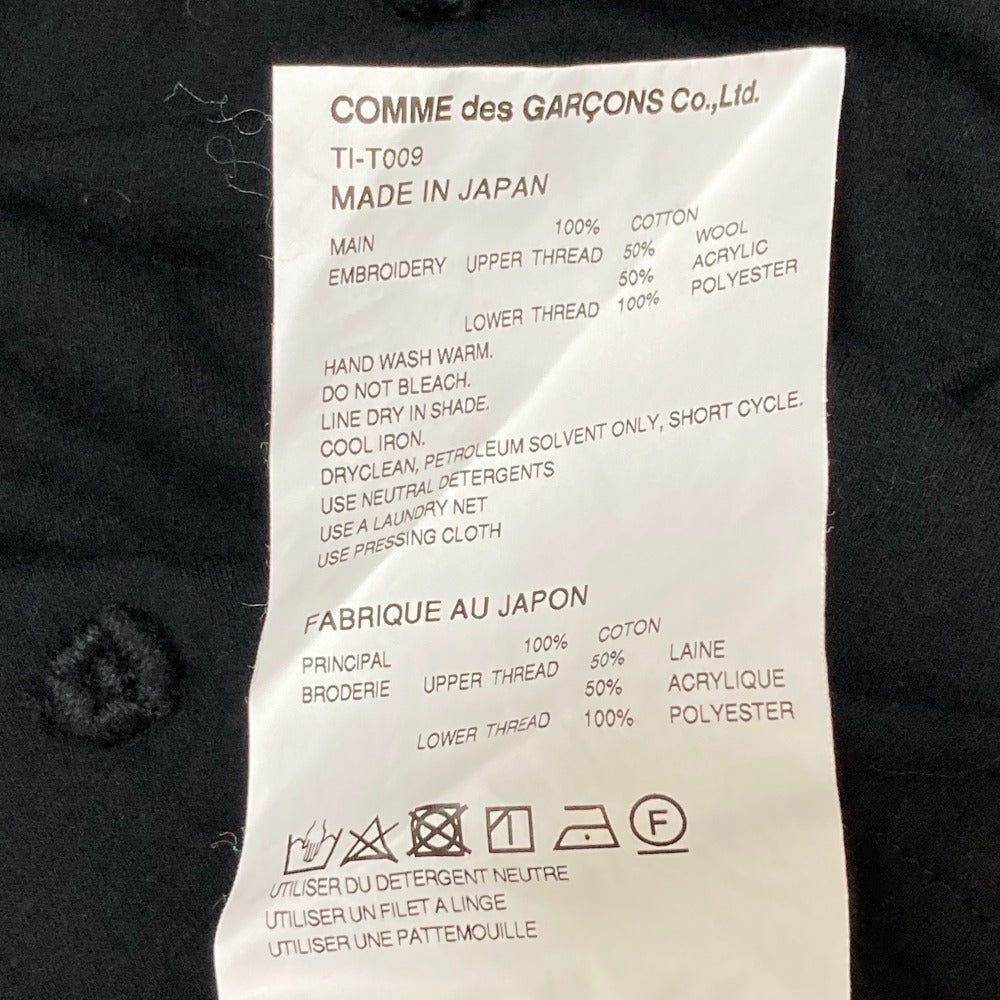 COMME des GARÇONS Co.,Ltd.
TI-T009
MADE IN JAPAN
MAIN 100% COTTON
EMBROIDERY UPPER THREAD 50% WOOL
50% ACRYLIC
LOWER THREAD 100% POLYESTER
HAND WASH WARM.
DO NOT BLEACH.
LINE DRY IN SHADE.
COOL IRON.
DRYCLEAN, PETROLEUM SOLVENT ONLY, SHORT CYCLE.
USE NEUTRAL DETERGENTS
USE A LAUNDRY NET
USE PRESSING CLOTH
FABRIQUE AU JAPON
PRINCIPAL 100% COTON
BRODERIE UPPER THREAD 50% LAINE
50% ACRYLIQUE
LOWER THREAD 100% POLYESTER
F
UTILISER DU DETERGENT NEUTRE
UTILISER UN FILET A LINGE
UTILISER UNE PATTEMOUILLE